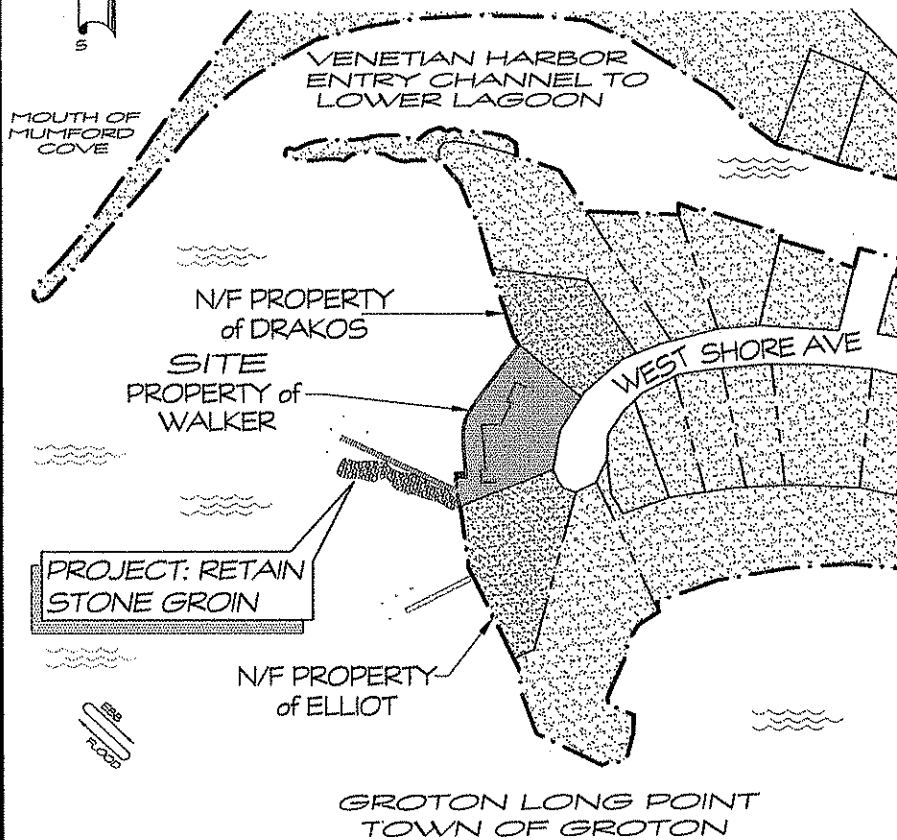 S
VENETIAN HARBOR
ENTRY CHANNEL TO
LOWER LAGOON
MOUTH OF
MUMFORD
COVE
N/F PROPERTY
of DRAKOS
SITE
PROPERTY of
WALKER
WEST SHORE AVE
PROJECT: RETAIN
STONE GROIN
N/F PROPERTY
of ELLIOT
EBB
FLOOD
GROTON LONG POINT
TOWN OF GROTON